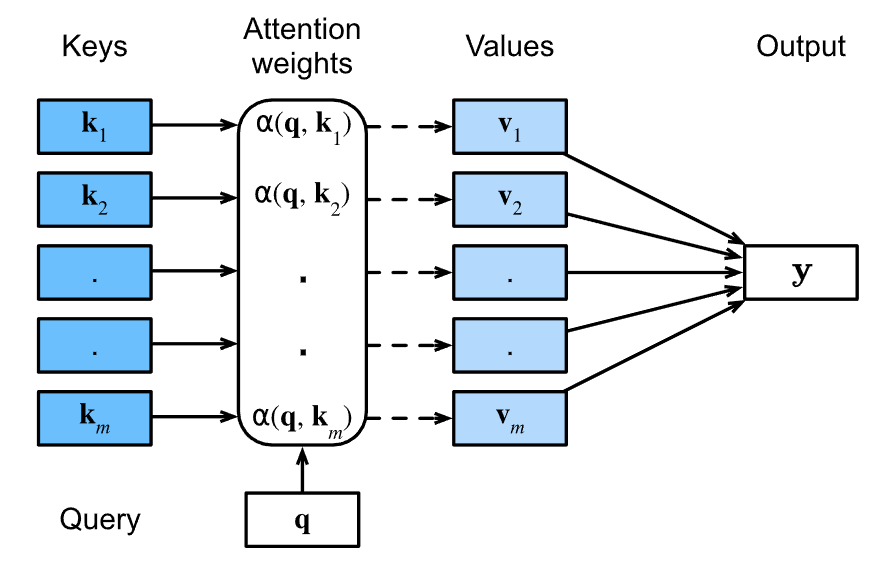 Keys
Attention
weights
Values
Output
k1
α(q, k1)
v1
k2
α(q, k2)
v2
y
.
.
.
.
.
.
km
α(q, km)
vm
Query
q